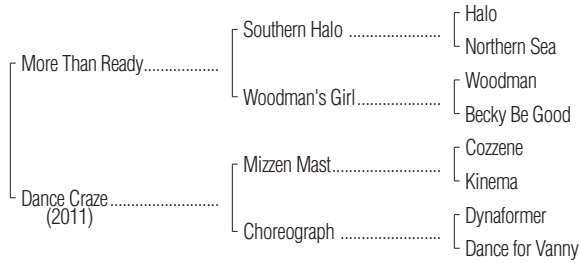 Halo
Southern Halo ....................
Northern Sea
More Than Ready..................
Woodman
Woodman's Girl ..................
Becky Be Good
Cozzene
Mizzen Mast.......................
Kinema
Dance Craze ........................
(2011)
Dynaformer
Choreograph ......................
Dance for Vanny